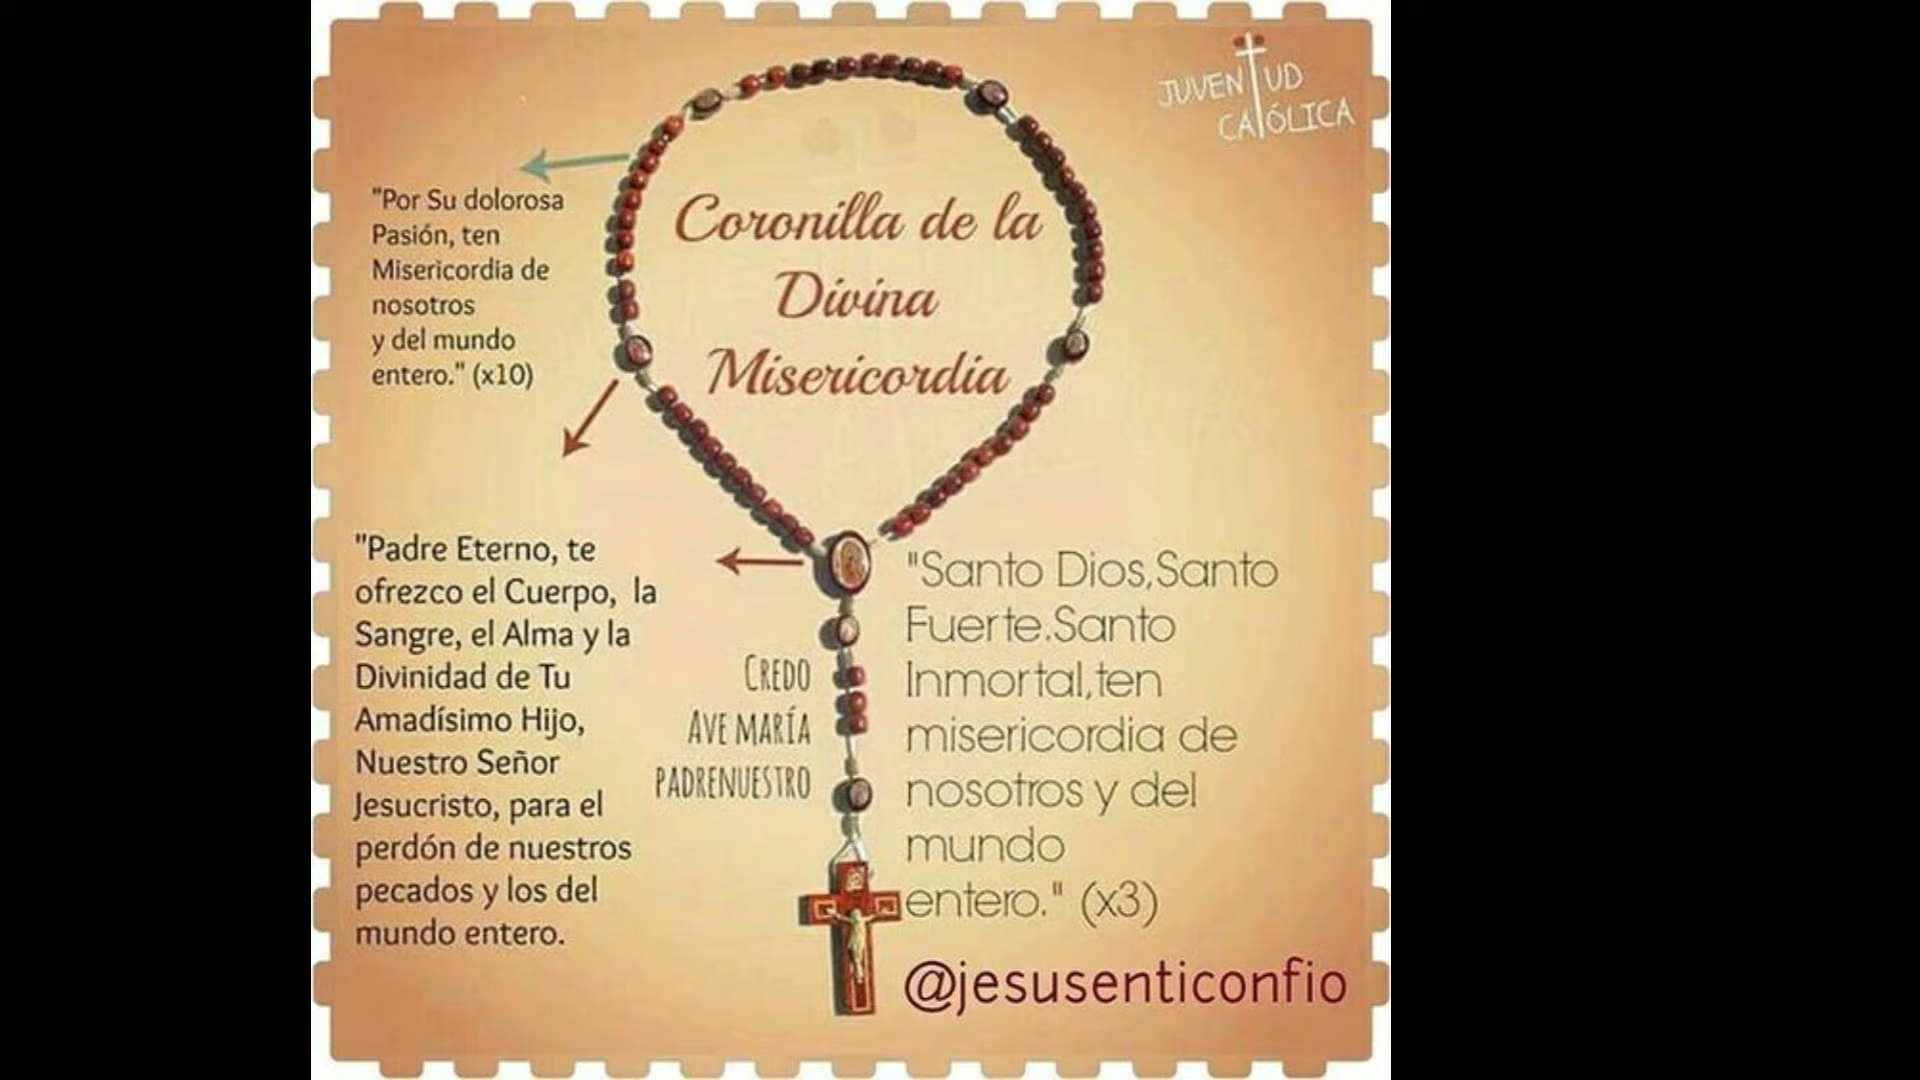 JUVENTUD
CATÓLICA
Coronilla de la
Divina
Misericordia
"Por Su dolorosa
Pasión, ten
Misericordia de
nosotros
y del mundo
entero." (x10)
"Padre Eterno, te
ofrezco el Cuerpo, la
Sangre, el Alma y la
Divinidad de Tu
Amadísimo Hijo,
Nuestro Señor
Jesucristo, para el
perdón de nuestros
pecados y los del
mundo entero.
CREDO
AVE MARÍA
PADRENUESTRO
"Santo Dios,Santo
Fuerte.Santo
Inmortal,ten
misericordia de
nosotros y del
mundo
entero." (x3)
@jesusenticonfio